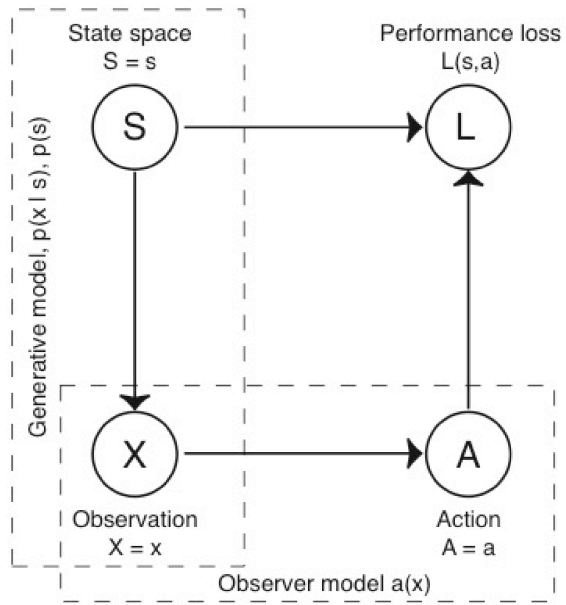 State space
S = s
Performance loss
L(s,a)
S
L
Generative model, p(x | s), p(s)
X
A
Observation
X = x
Action
A = a
Observer model a(x)